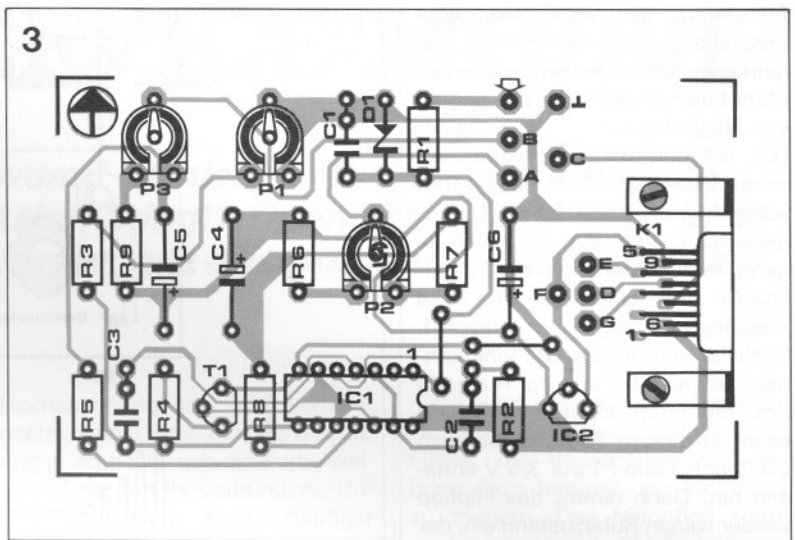 3
C1
D1
R1
B
A
⊥
C
P3
P1
K1
R3
R9
C5
+
C4
+
R6
P2
R7
C6
+
E
F
D
G
5
9
6
1
R5
C3
R4
T1
R8
IC1
1
C2
R2
IC2